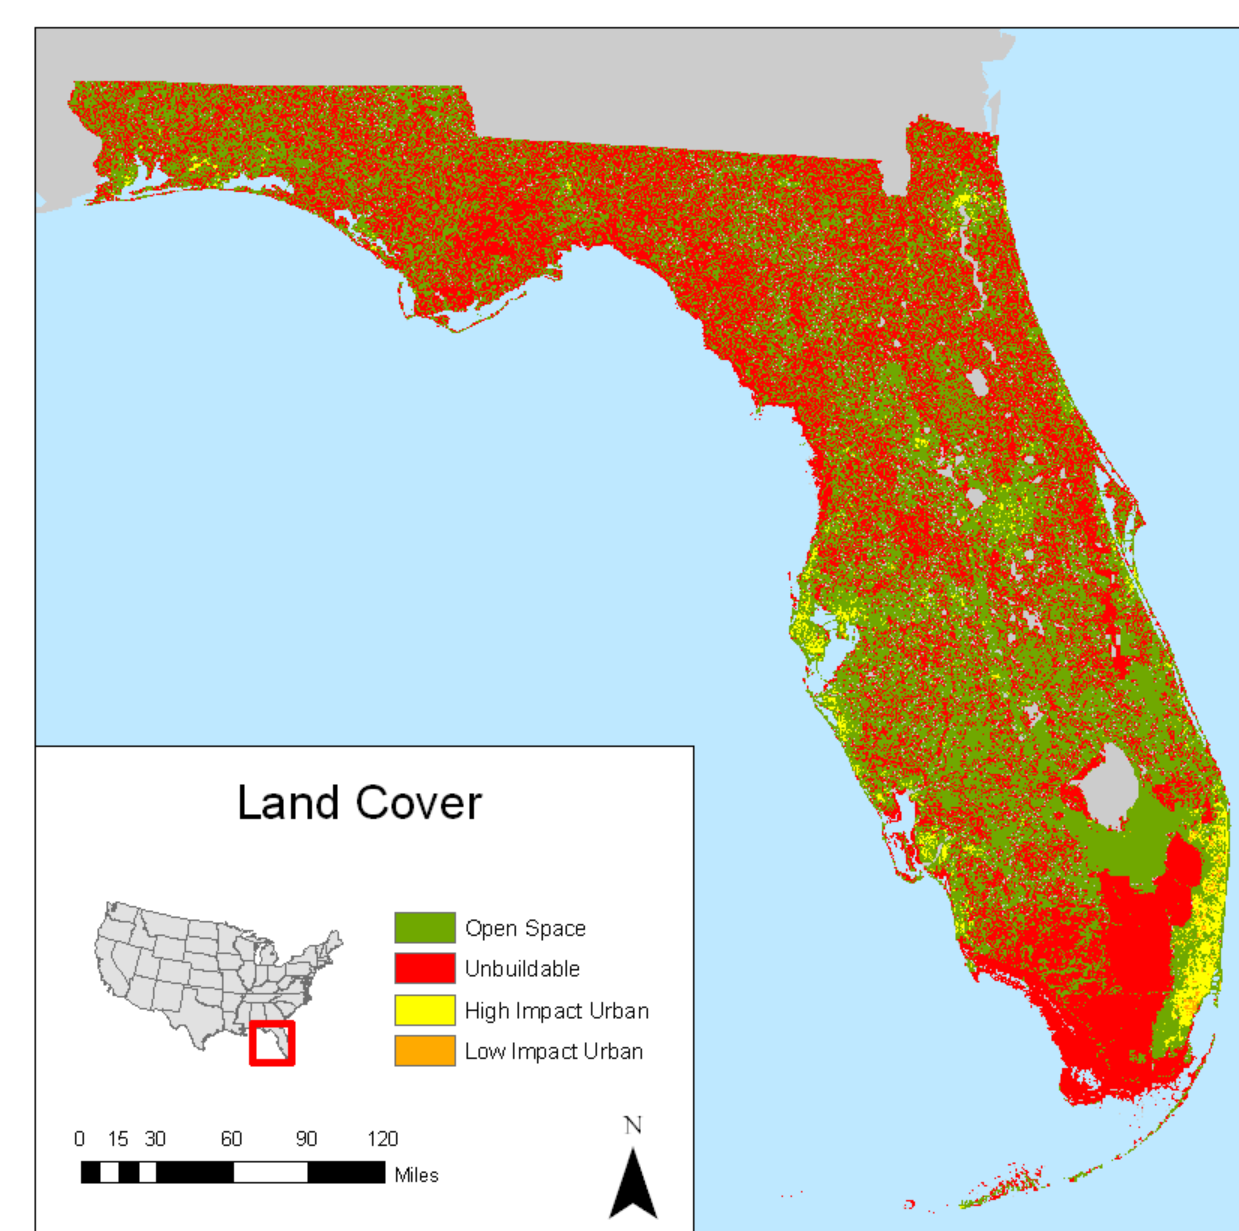 Land Cover
Open Space
Unbuildable
High Impact Urban
Low Impact Urban
0 15 30 60 90 120
Miles
N